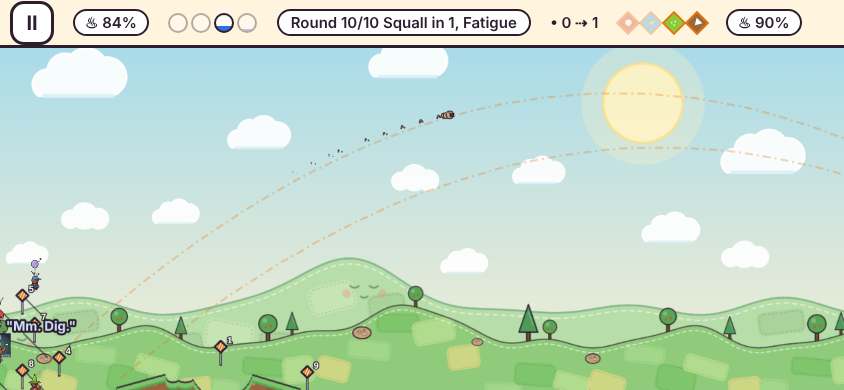 84%
Round 10/10 Squall in 1, Fatigue
• 0 ⇢ 1
90%
5
7
"Mm. Dig."
1
4
8
9